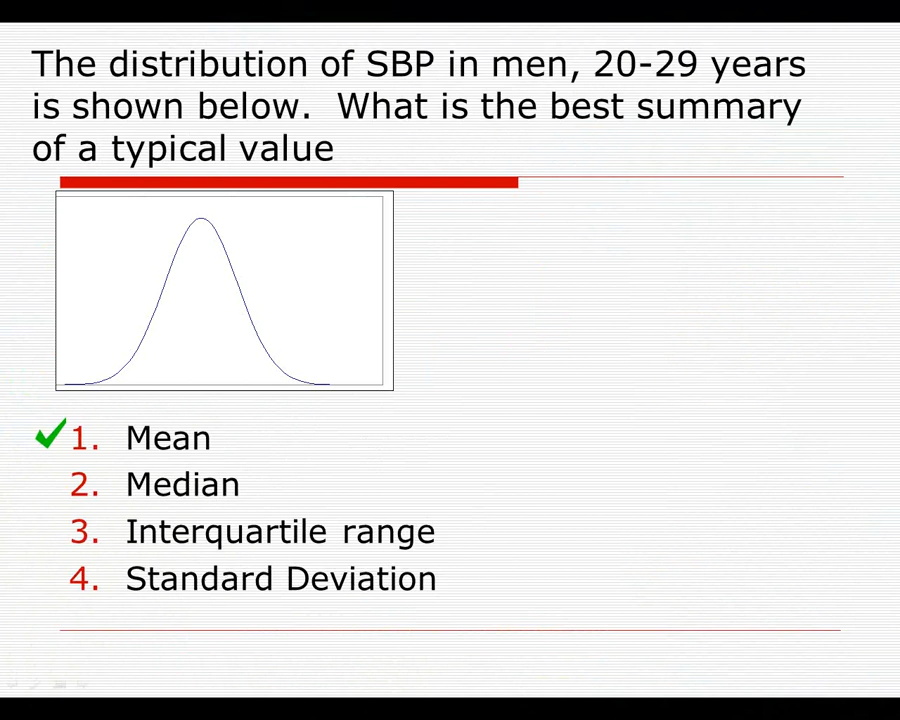 The distribution of SBP in men, 20-29 years
is shown below.  What is the best summary
of a typical value
1. Mean
2. Median
3. Interquartile range
4. Standard Deviation